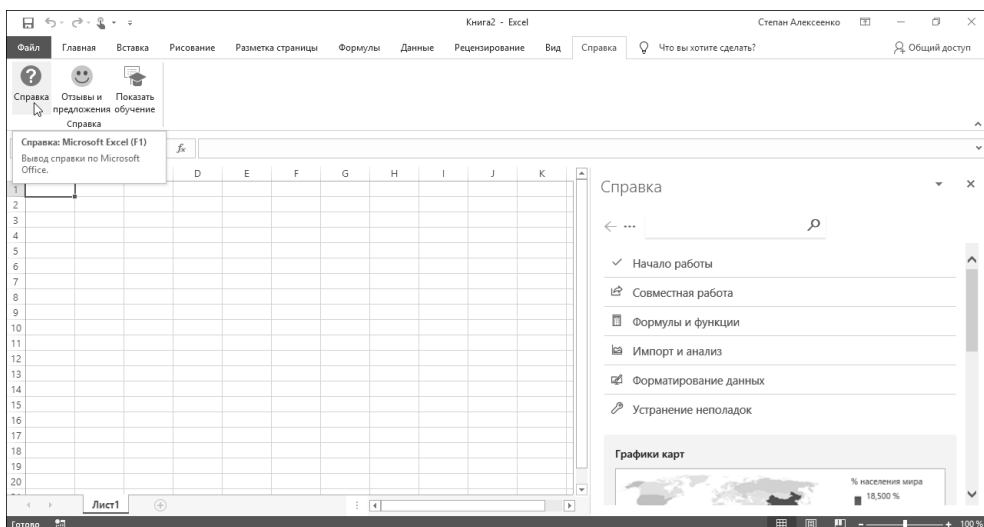 Книга2 - Excel
Степан Алексеенко
Файл Главная Вставка Рисование Разметка страницы Формулы Данные Рецензирование Вид Справка Что вы хотите сделать? Общий доступ
Справка Отзывы и предложения Показать обучение
Справка
Справка: Microsoft Excel (F1)
Вывод справки по Microsoft
Office.
fx
D E F G H I J K
1
2
3
4
5
6
7
8
9
10
11
12
13
14
15
16
17
18
19
20
Справка
Начало работы
Совместная работа
Формулы и функции
Импорт и анализ
Форматирование данных
Устранение неполадок
Графики карт
% населения мира
18,500 %
Лист1
Готово
100 %